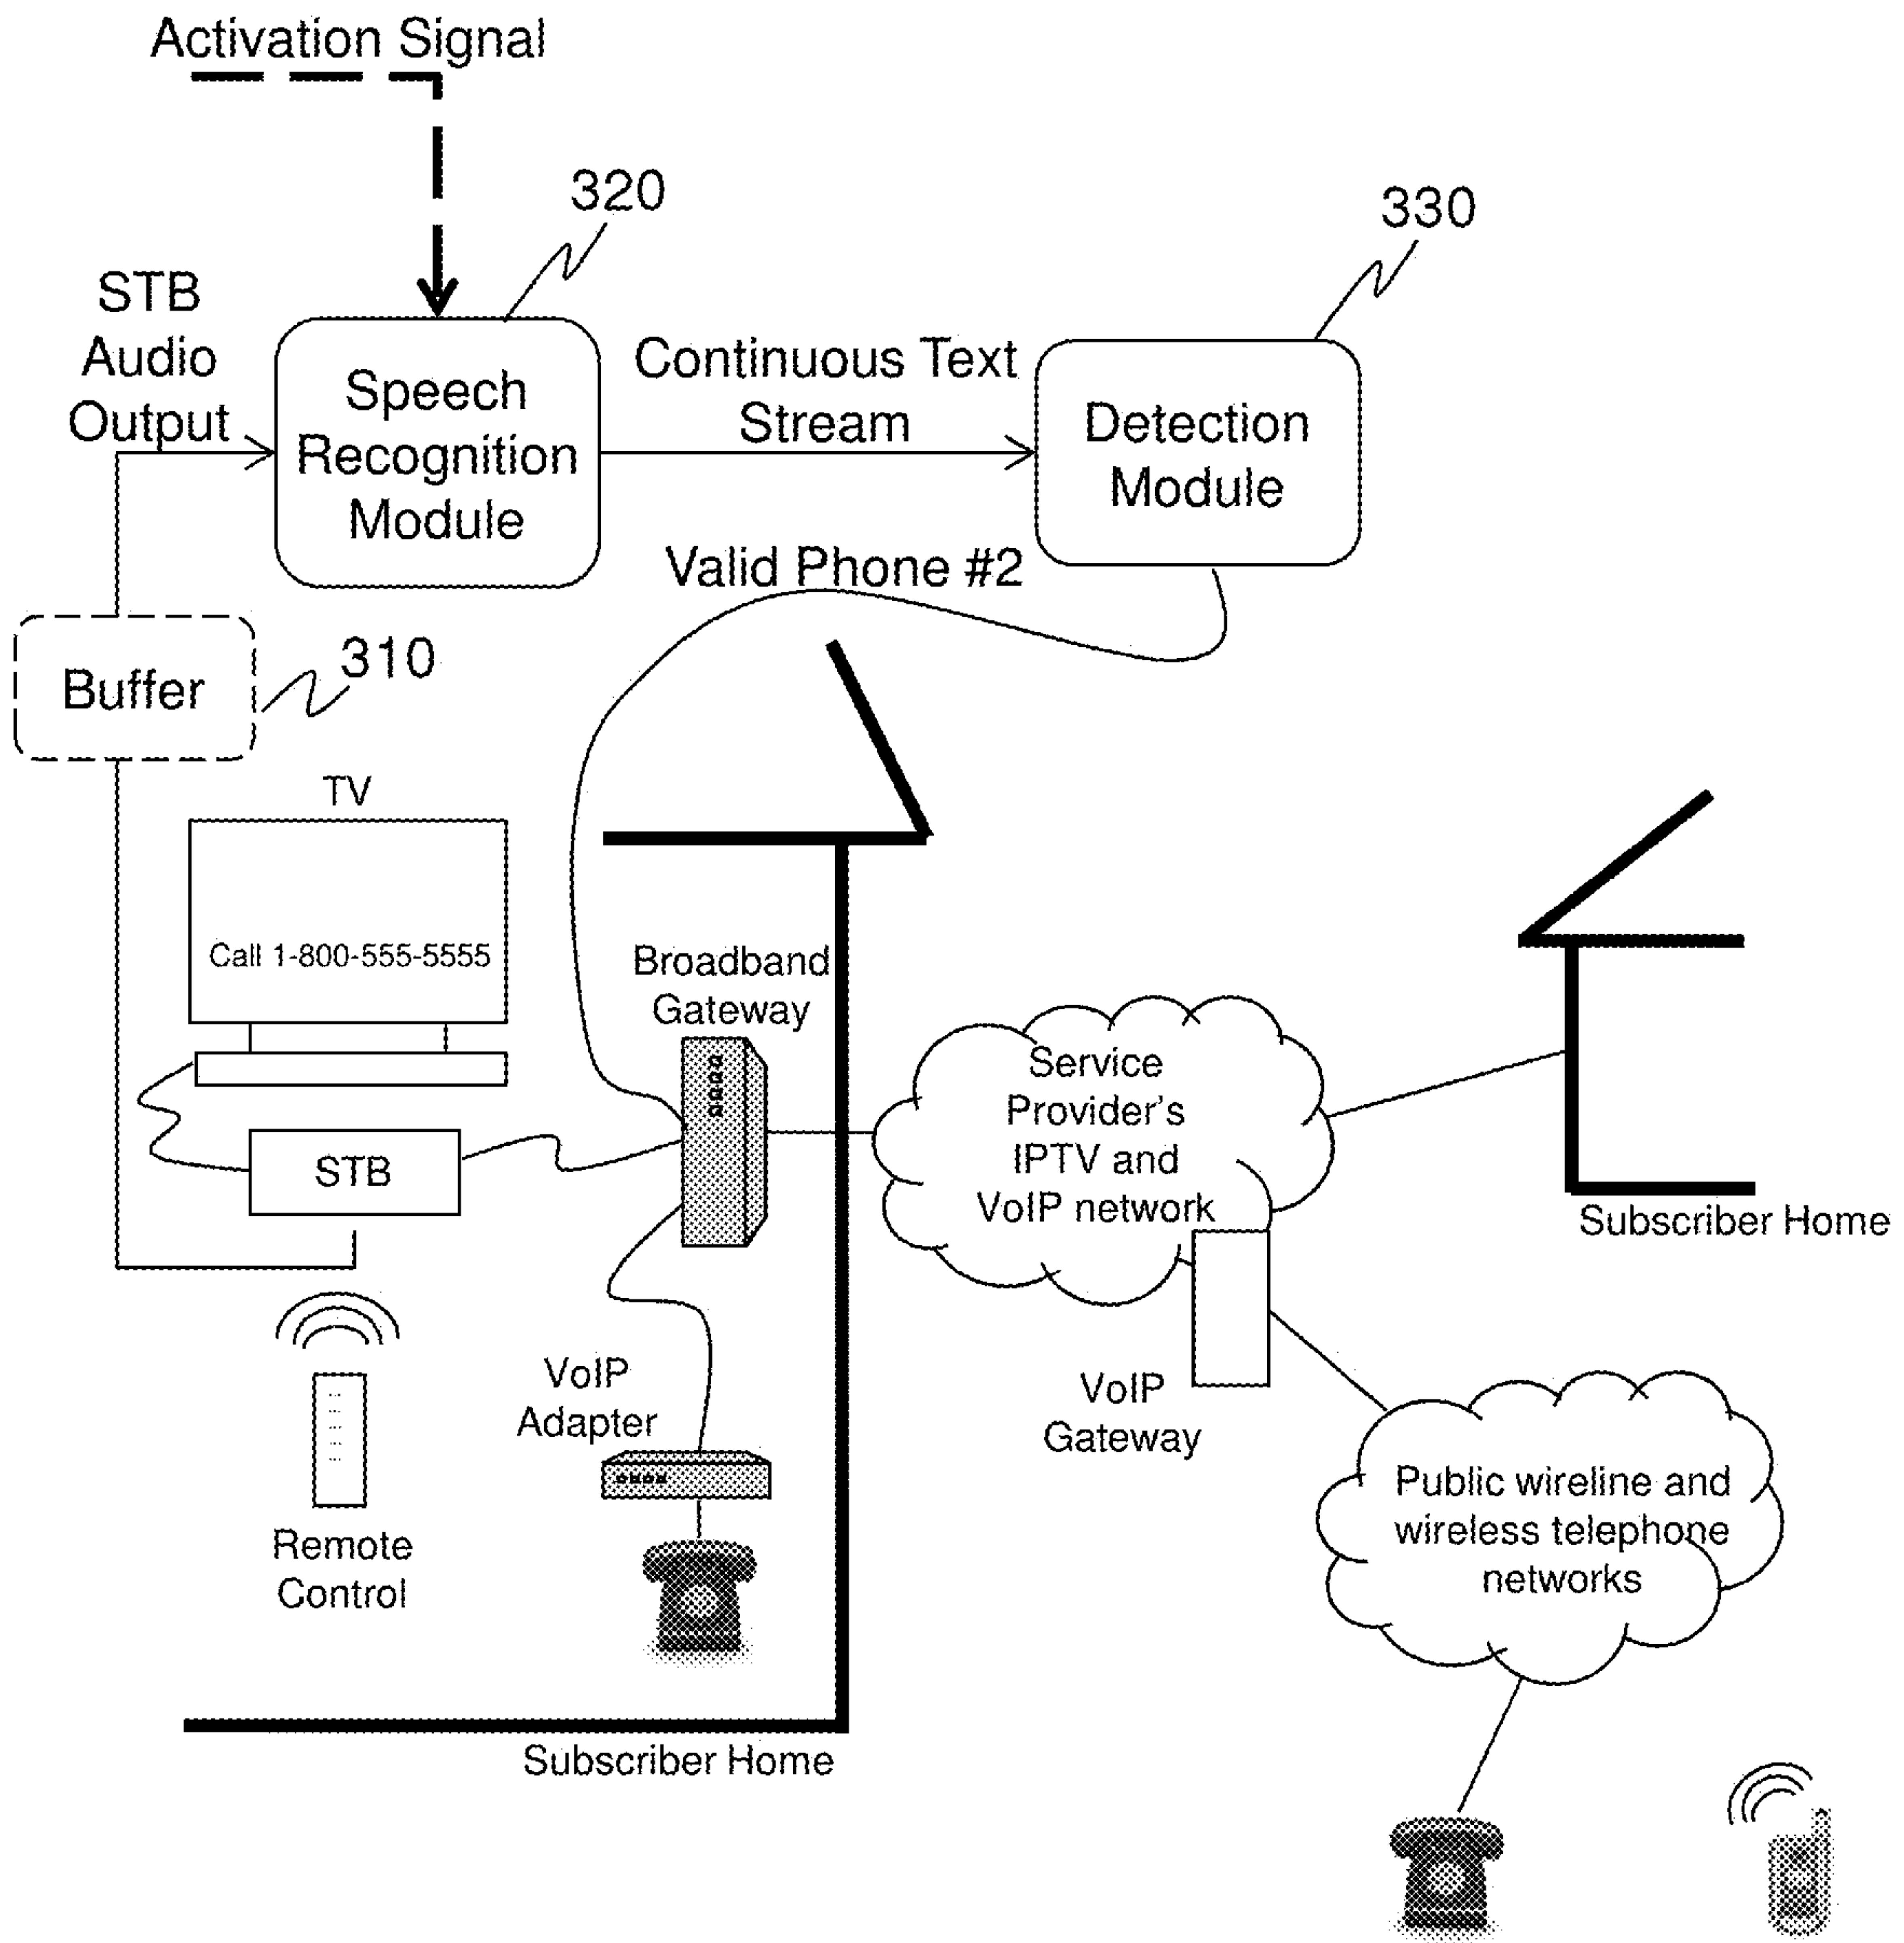 Activation Signal
320
330
STB
Audio
Output
Speech
Recognition
Module
Continuous Text
Stream
Detection
Module
Valid Phone #2
Buffer
310
TV
Call 1-800-555-5555
Broadband
Gateway
STB
Service
Provider's
IPTV and
VoIP network
Subscriber Home
VoIP
Adapter
VoIP
Gateway
Remote
Control
Public wireline and
wireless telephone
networks
Subscriber Home